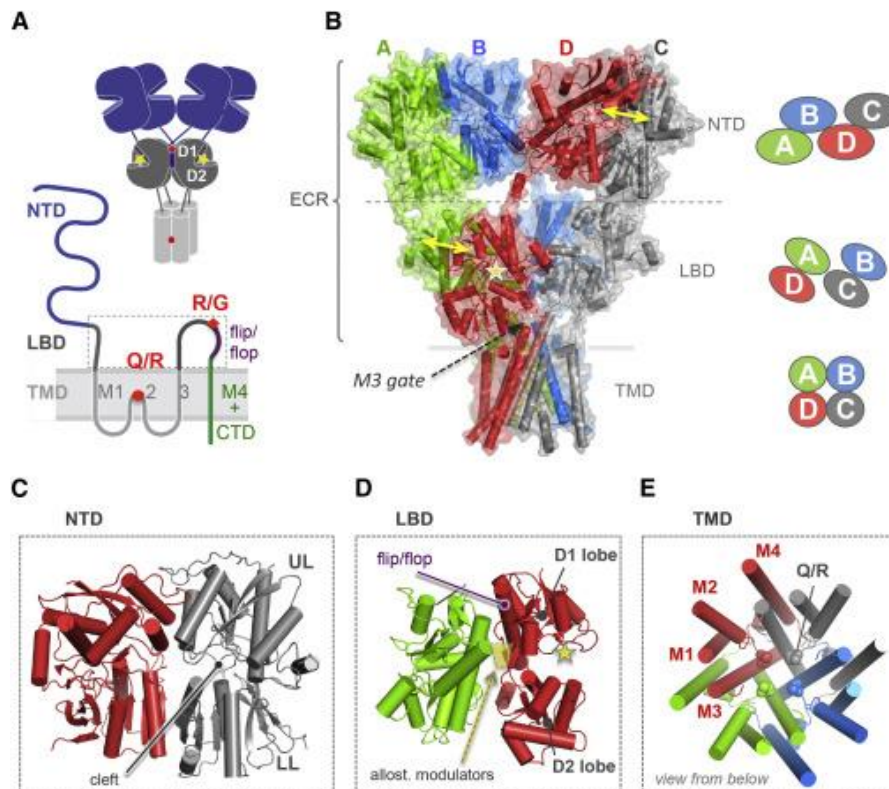 A
D1
D2
NTD
R/G
flip/
flop
LBD
Q/R
TMD
M1
2
3
M4
+
CTD
B
A
B
D
C
ECR
NTD
LBD
M3 gate
TMD
B
C
A
D
A
B
D
C
A
B
D
C
C
NTD
UL
cleft
LL
D
LBD
flip/flop
D1 lobe
allost. modulators
D2 lobe
E
TMD
M4
Q/R
M2
M1
M3
view from below